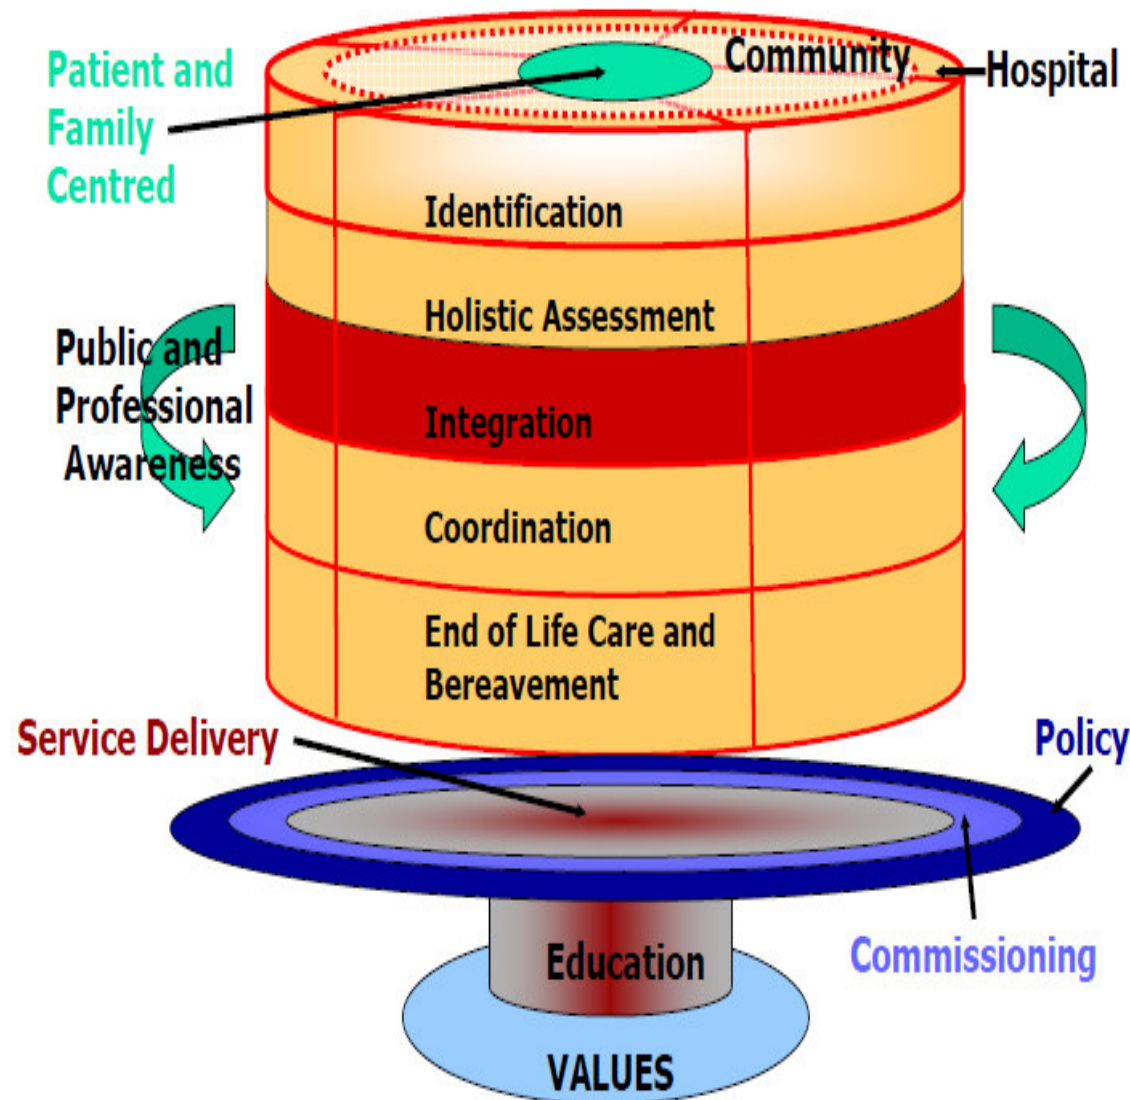 Patient and
Family
Centred
Community
Hospital
Identification
Holistic Assessment
Public and
Professional
Awareness
Integration
Coordination
End of Life Care and
Bereavement
Service Delivery
Policy
Education
Commissioning
VALUES